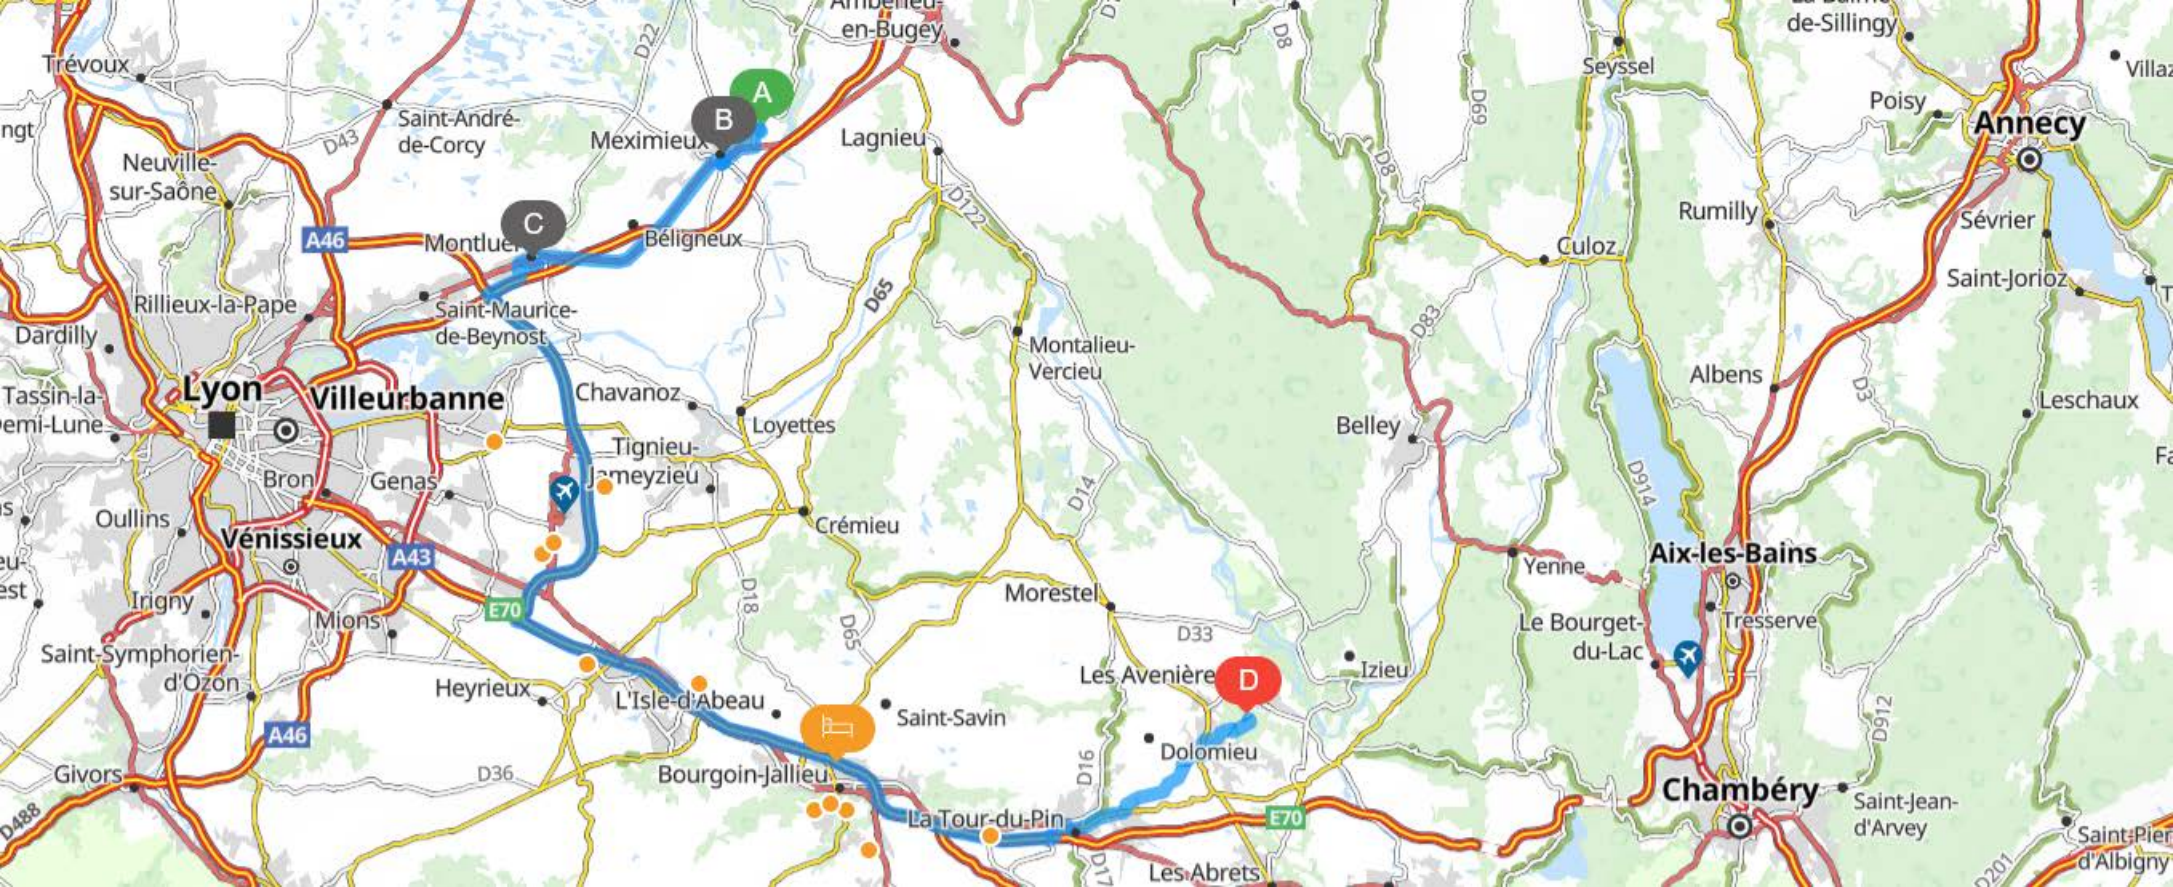 Ambérieu-
en-Bugey
D22
D8
de-Sillingy
Trévoux
Seyssel
Poisy
Annecy
A
B
Saint-André-
de-Corcy
D43
Meximieux
Lagnieu
D69
D8
Neuville-
sur-Saône
D122
Rumilly
Sévrier
C
A46
Montluel
Béligneux
Culoz
Saint-Jorioz
Rillieux-la-Pape
Saint-Maurice-
de-Beynost
D65
D83
Dardilly
Montalieu-
Vercieu
Albens
D3
Lyon
Villeurbanne
Chavanoz
Loyettes
Belley
Leschaux
Tassin-la-
Demi-Lune
Tignieu-
Jameyzieu
D14
D914
Bron
Genas
Oullins
Crémieu
Vénissieux
A43
Aix-les-Bains
Yenne
Irigny
E70
D18
D65
Morestel
Mions
D33
Le Bourget-
du-Lac
Tresserve
Saint-Symphorien-
d'Ozon
Heyrieux
L'Isle-d'Abeau
Saint-Savin
Les Avenière
D
Izieu
A46
D912
Dolomieu
Givors
D36
Bourgoin-Jallieu
D16
Chambéry
Saint-Jean-
d'Arvey
D488
La Tour-du-Pin
E70
Saint-Pier
d'Albigny
Les Abrets
D17
D201